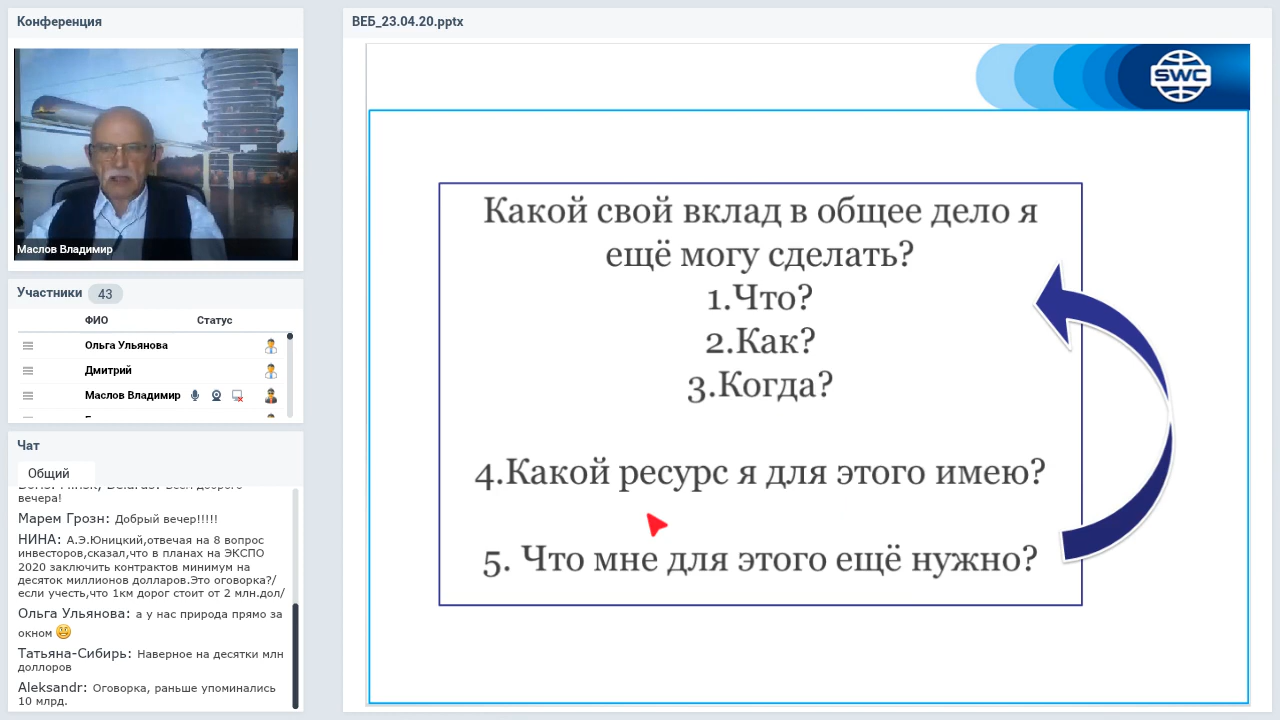 Конференция
Маслов Владимир
Участники 43
ФИО Статус
Ольга Ульянова
Дмитрий
Маслов Владимир
Чат
Общий
вечера!
Марем Грозн: Добрый вечер!!!!!
НИНА: А.Э.Юницкий,отвечая на 8 вопрос
инвесторов,сказал,что в планах на ЭКСПО
2020 заключить контрактов минимум на
десяток миллионов долларов.Это оговорка?/
если учесть,что 1км дорог стоит от 2 млн.дол/
Ольга Ульянова: а у нас природа прямо за
окном
Татьяна-Сибирь: Наверное на десятки млн
долларов
Aleksandr: Оговорка, раньше упоминались
10 млрд.
ВЕБ_23.04.20.pptx
SWC
Какой свой вклад в общее дело я
ещё могу сделать?
1.Что?
2.Как?
3.Когда?
4.Какой ресурс я для этого имею?
5. Что мне для этого ещё нужно?